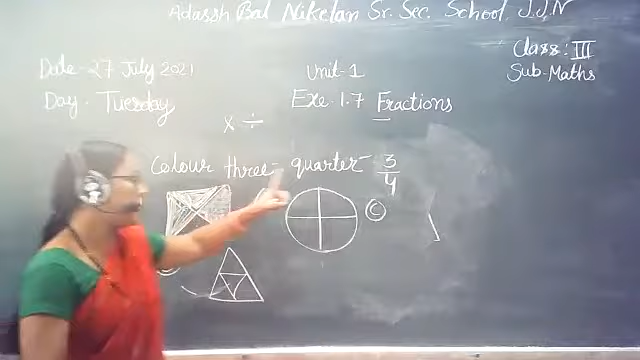 Adassh Bal Niketan Sr. Sec. School, JJN
Class: III
Date - 27 July 2021
Unit-1
Sub-Maths
Day - Tuesday
Exe-1.7 Fractions
x ÷
Colour three-quarter- 3/4
©